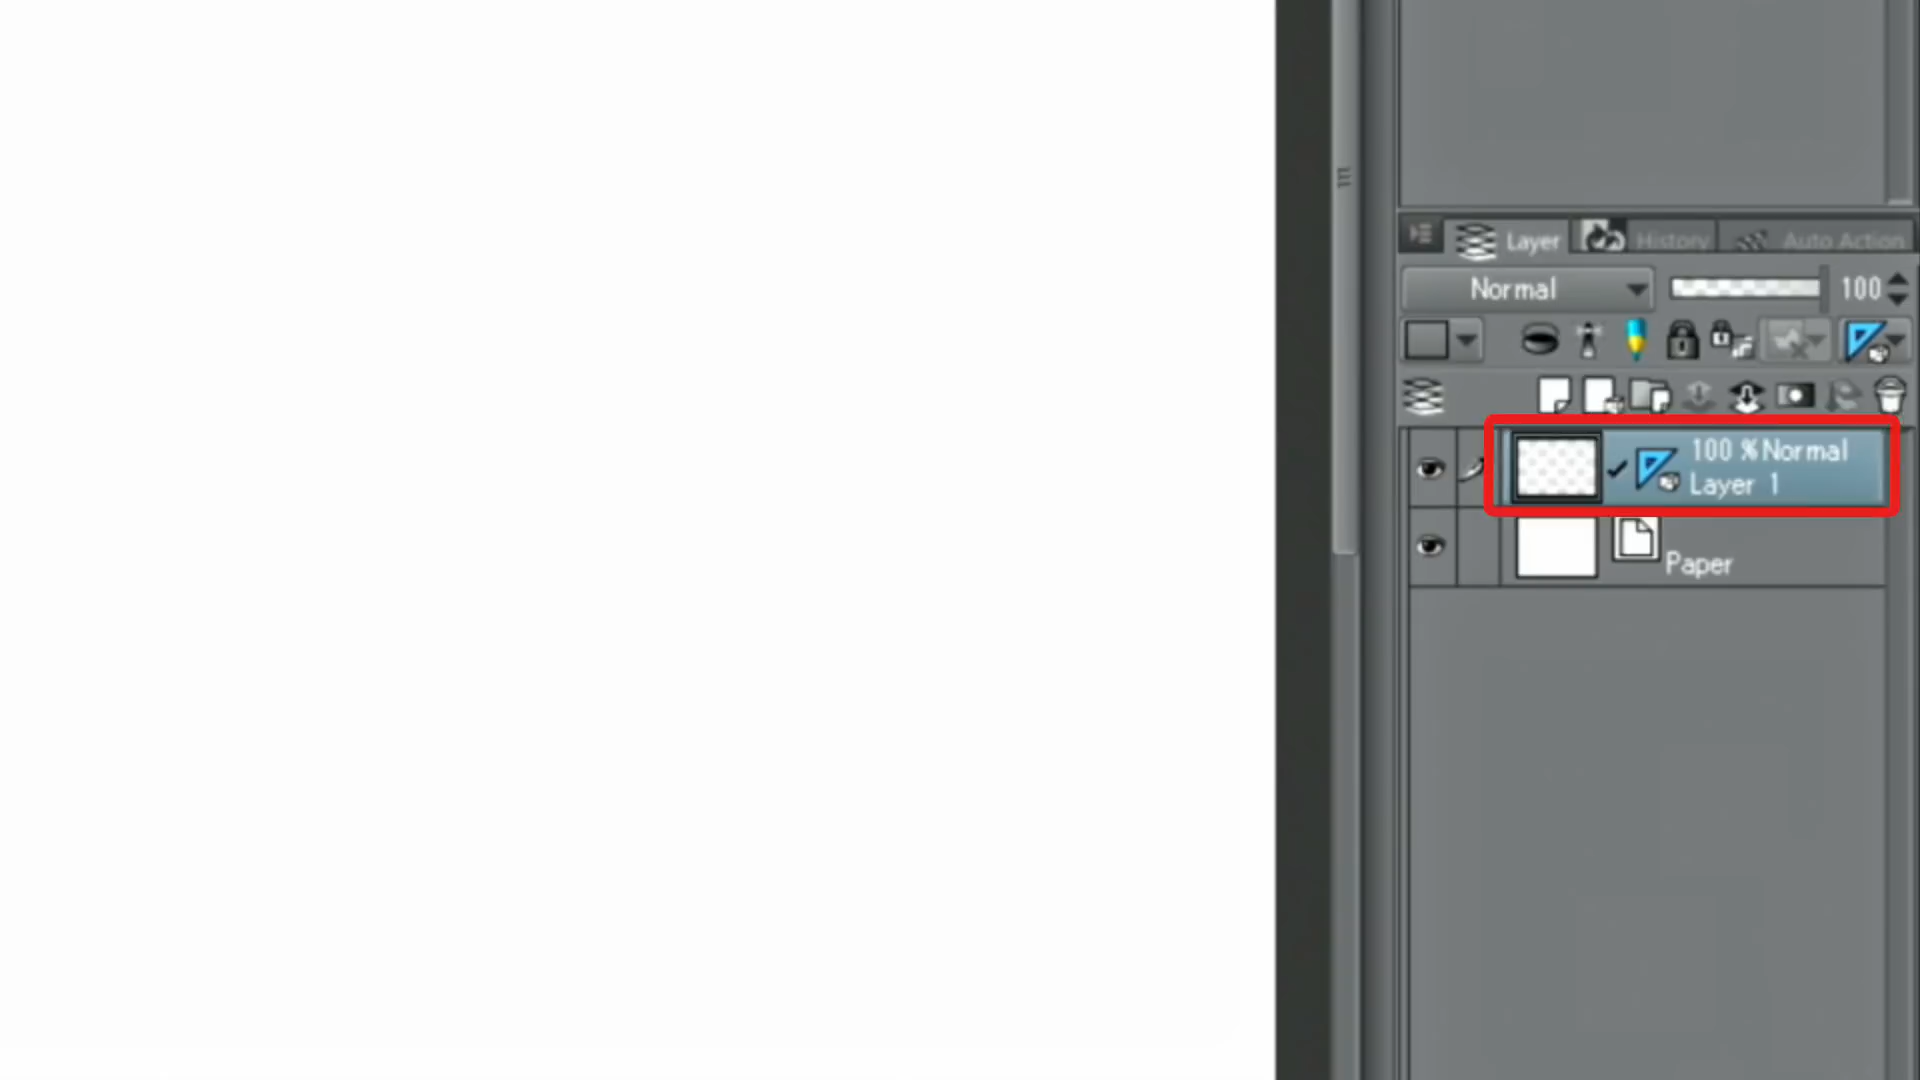 Layer
History
Auto Action
Normal
100
100 % Normal
Layer 1
Paper